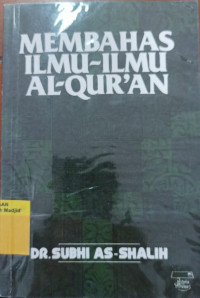 MEMBAHAS
ILMU-ILMU
AL-QUR'AN
DR. SUBHI AS-SHALIH